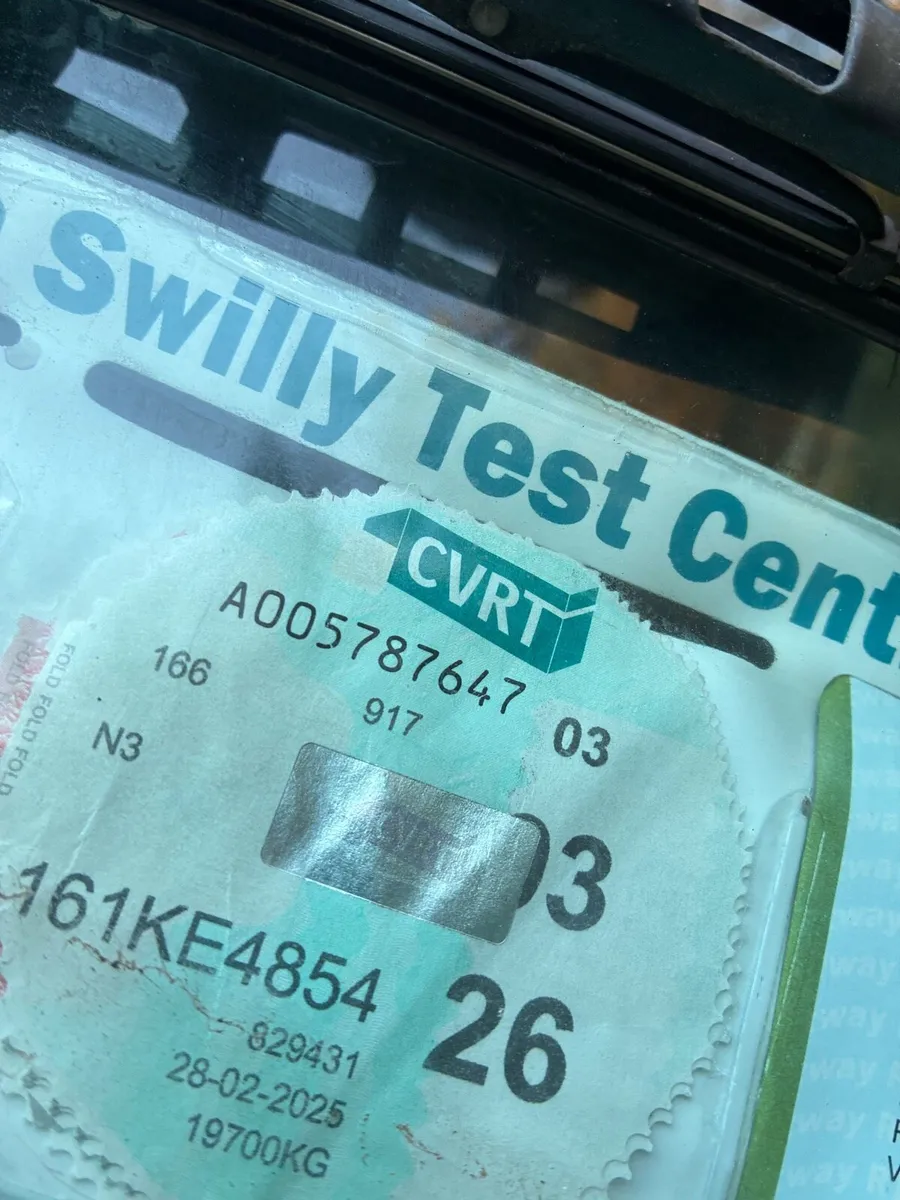 Swilly Test Cent
CVRT
A005787647
166
917
03
N3
03
161KE4854
26
829431
28-02-2025
19700KG
FOLD FOLD FOLD